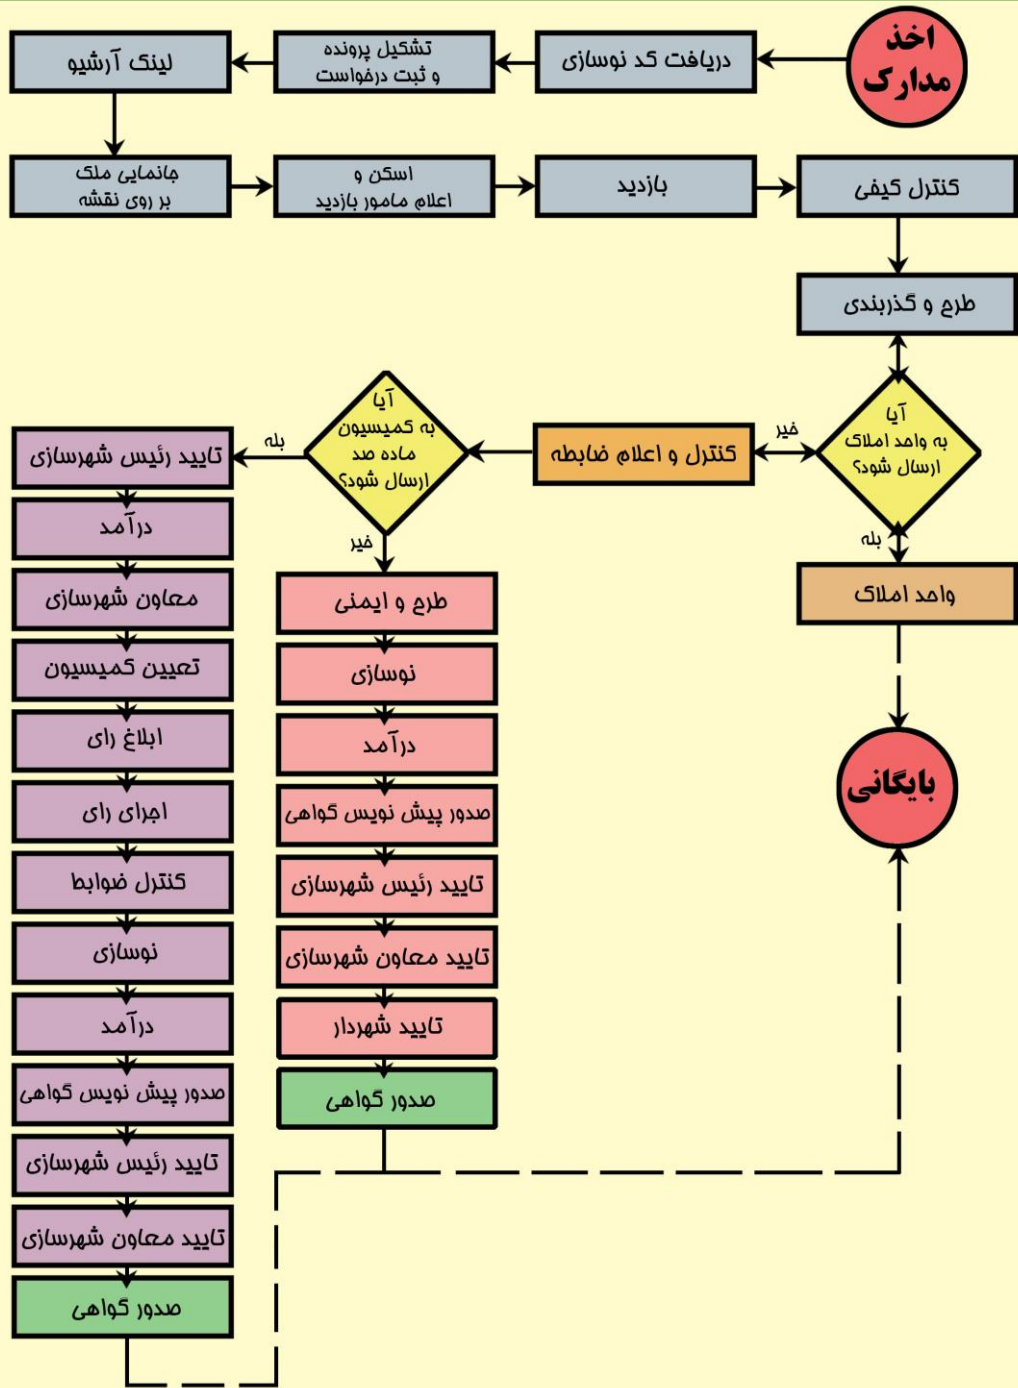 اخذ
مدارک
دریافت کد نوسازی
تشکیل پرونده
و ثبت درخواست
لینک آرشیو
جانمایی ملک
بر روی نقشه
اسکن و
اعلام مامور بازدید
بازدید
کنترل کیفی
طرح و گذربندی
آیا
به واحد املاک
ارسال شود؟
خیر
بله
واحد املاک
بایگانی
کنترل و اعلام ضابطه
آیا
به کمیسیون
ماده صد
ارسال شود؟
خیر
بله
طرح و ایمنی
نوسازی
درآمد
صدور پیش نویس گواهی
تایید رئیس شهرسازی
تایید معاون شهرسازی
تایید شهردار
صدور گواهی
تایید رئیس شهرسازی
درآمد
معاون شهرسازی
تعیین کمیسیون
ابلاغ رای
اجرای رای
کنترل ضوابط
نوسازی
درآمد
صدور پیش نویس گواهی
تایید رئیس شهرسازی
تایید معاون شهرسازی
صدور گواهی